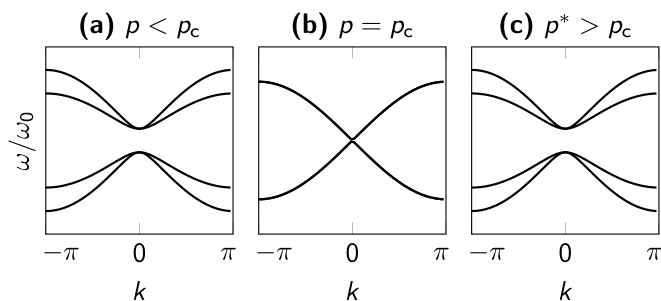 (a) p < p_c (b) p = p_c (c) p* > p_c
ω/ω_0
−π 0 π −π 0 π −π 0 π
k k k